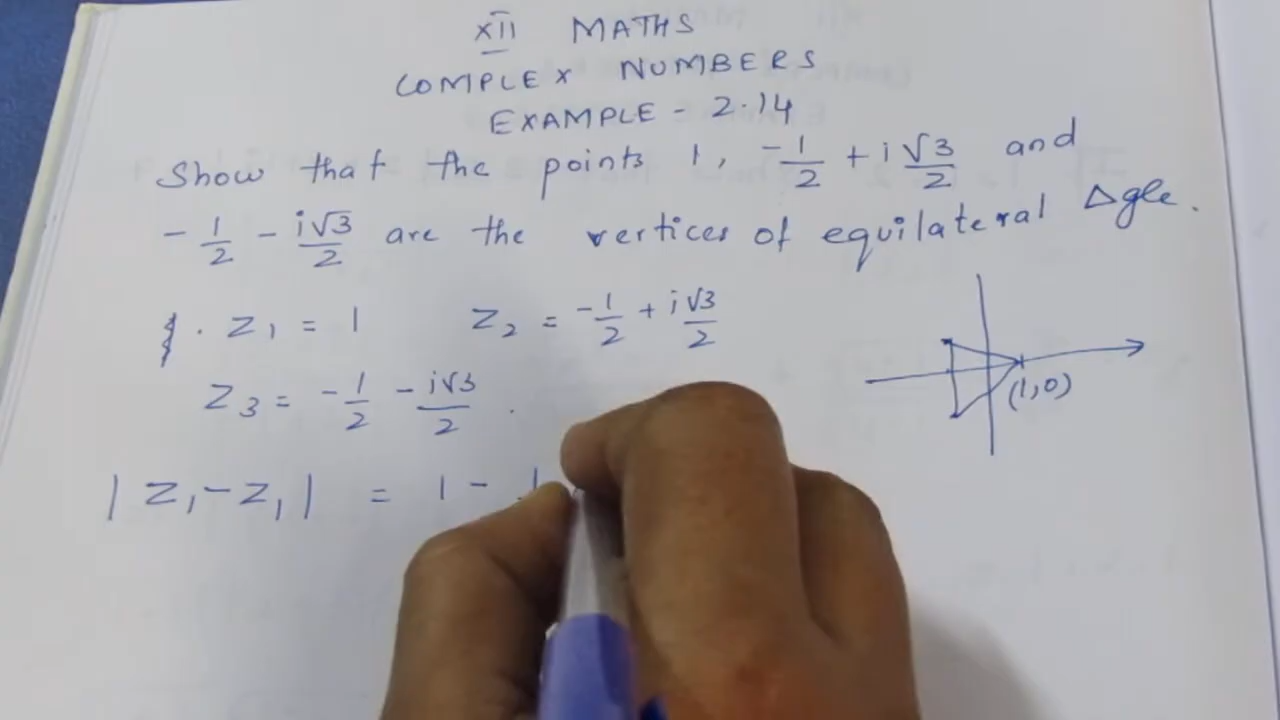 XII MATHS
COMPLEX NUMBERS
EXAMPLE - 2.14
Show that the points 1, -1/2 + i√3/2 and
-1/2 - i√3/2 are the vertices of equilateral Δgle.
. z₁ = 1 z₂ = -1/2 + i√3/2
z₃ = -1/2 - i√3/2 .
(1,0)
|z₁-z₁| = 1 -